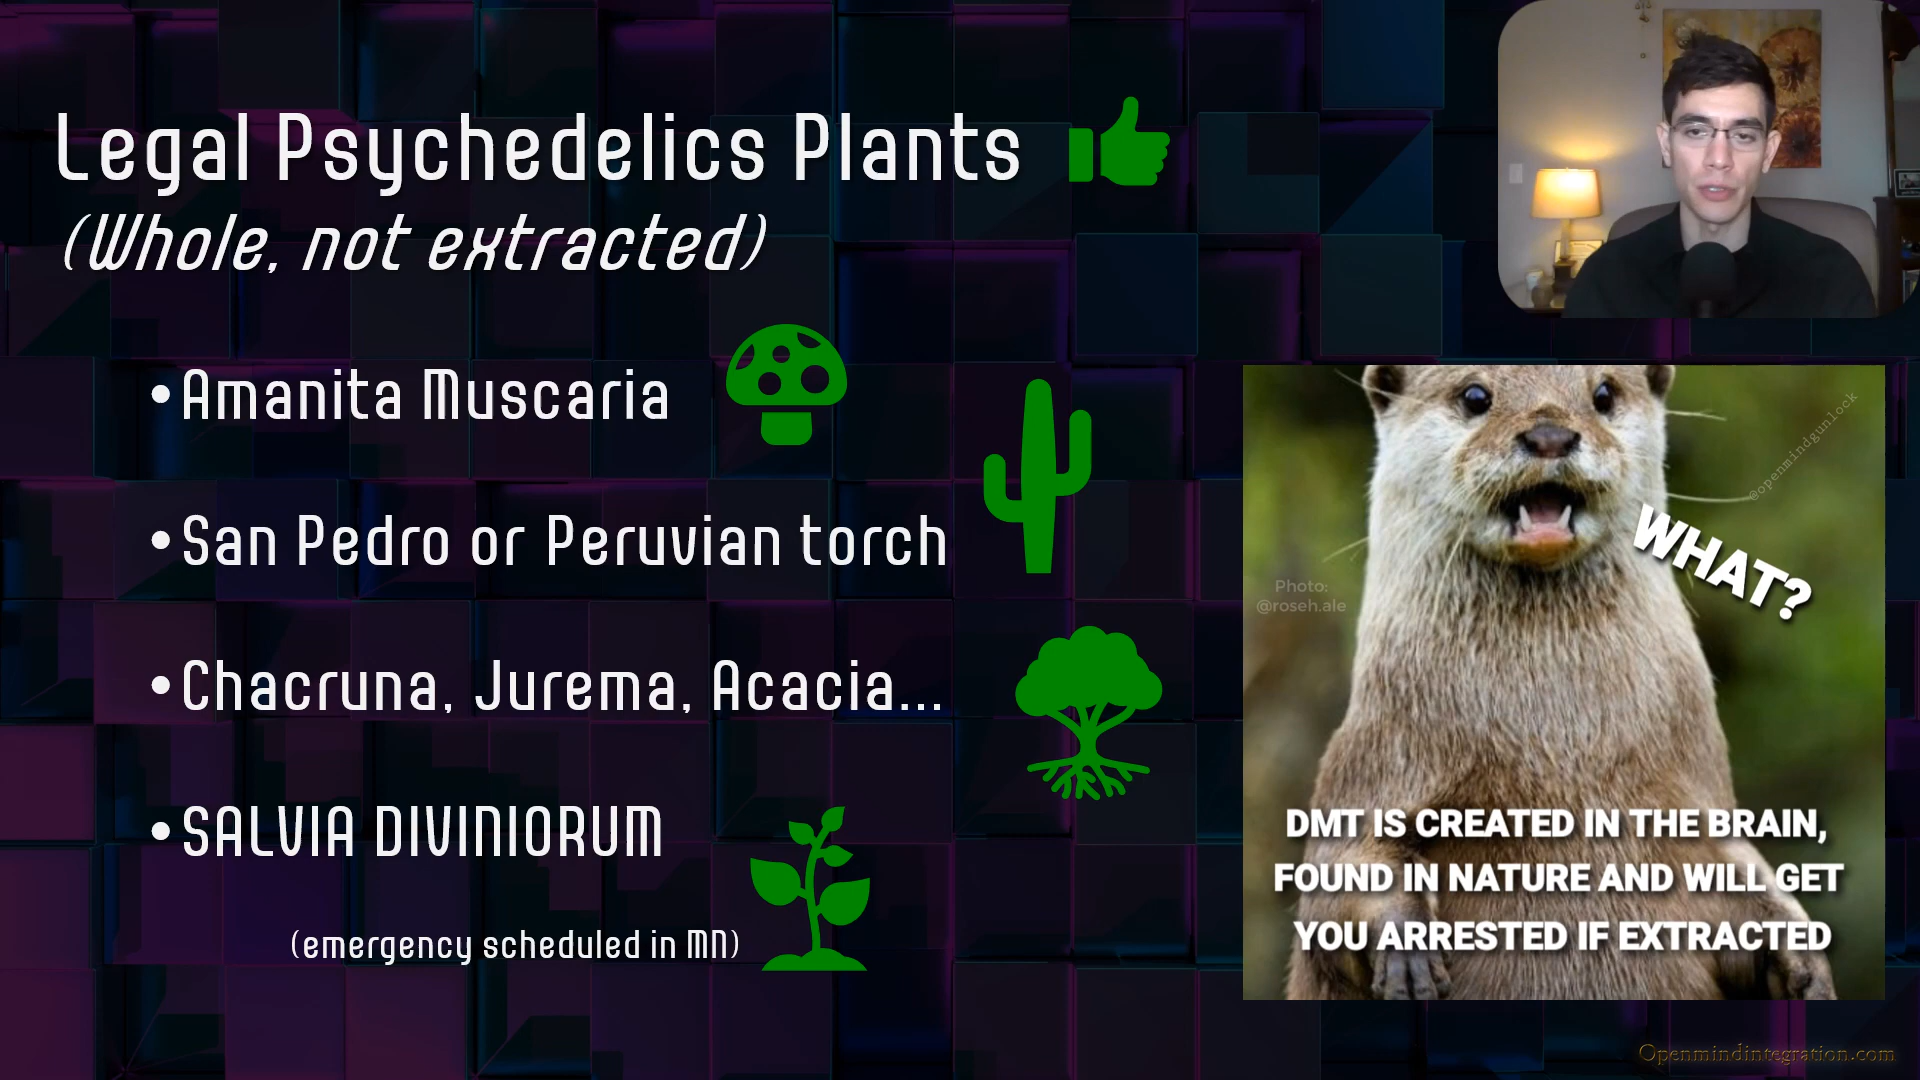 Legal Psychedelics Plants
(Whole, not extracted)
•Amanita Muscaria
•San Pedro or Peruvian torch
•Chacruna, Jurema, Acacia...
•SALVIA DIVINIORUM
(emergency scheduled in MN)
@openmindgunlock
WHAT?
Photo:
@roseh.ale
DMT IS CREATED IN THE BRAIN,
FOUND IN NATURE AND WILL GET
YOU ARRESTED IF EXTRACTED
Openmindintegration.com